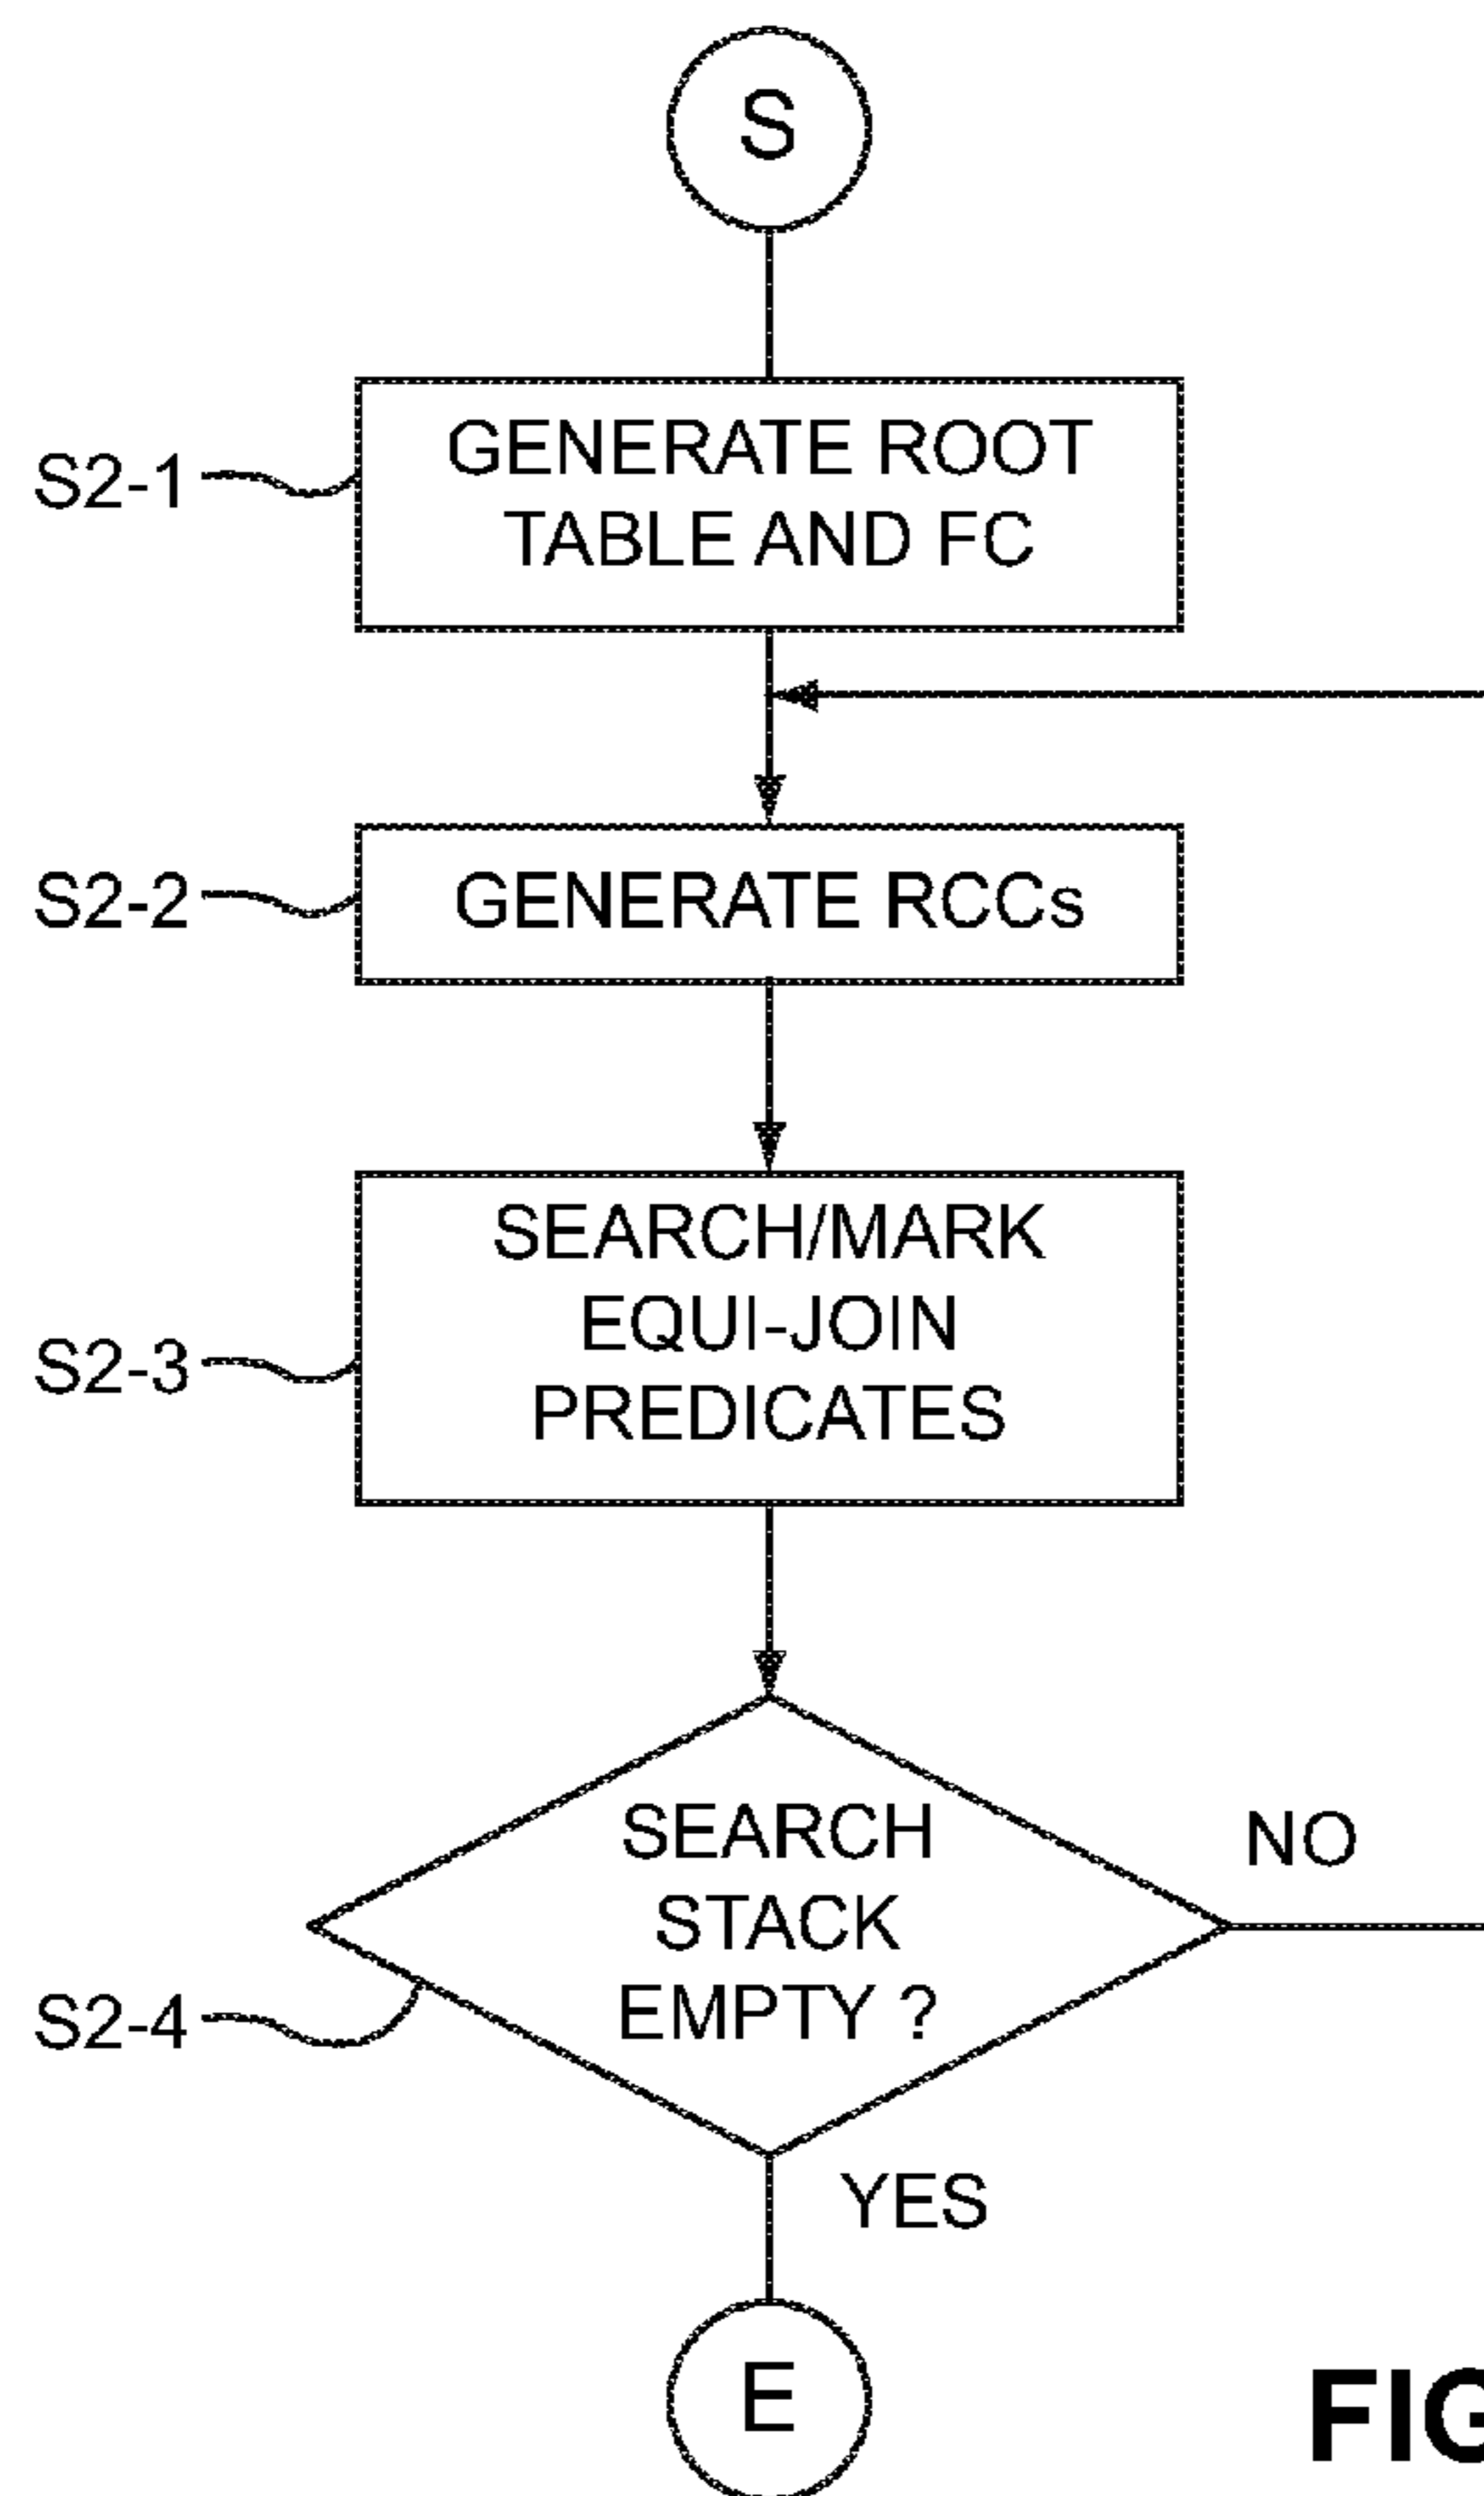 S
S2-1
GENERATE ROOT
TABLE AND FC
S2-2
GENERATE RCCs
S2-3
SEARCH/MARK
EQUI-JOIN
PREDICATES
S2-4
SEARCH
STACK
EMPTY ?
NO
YES
E